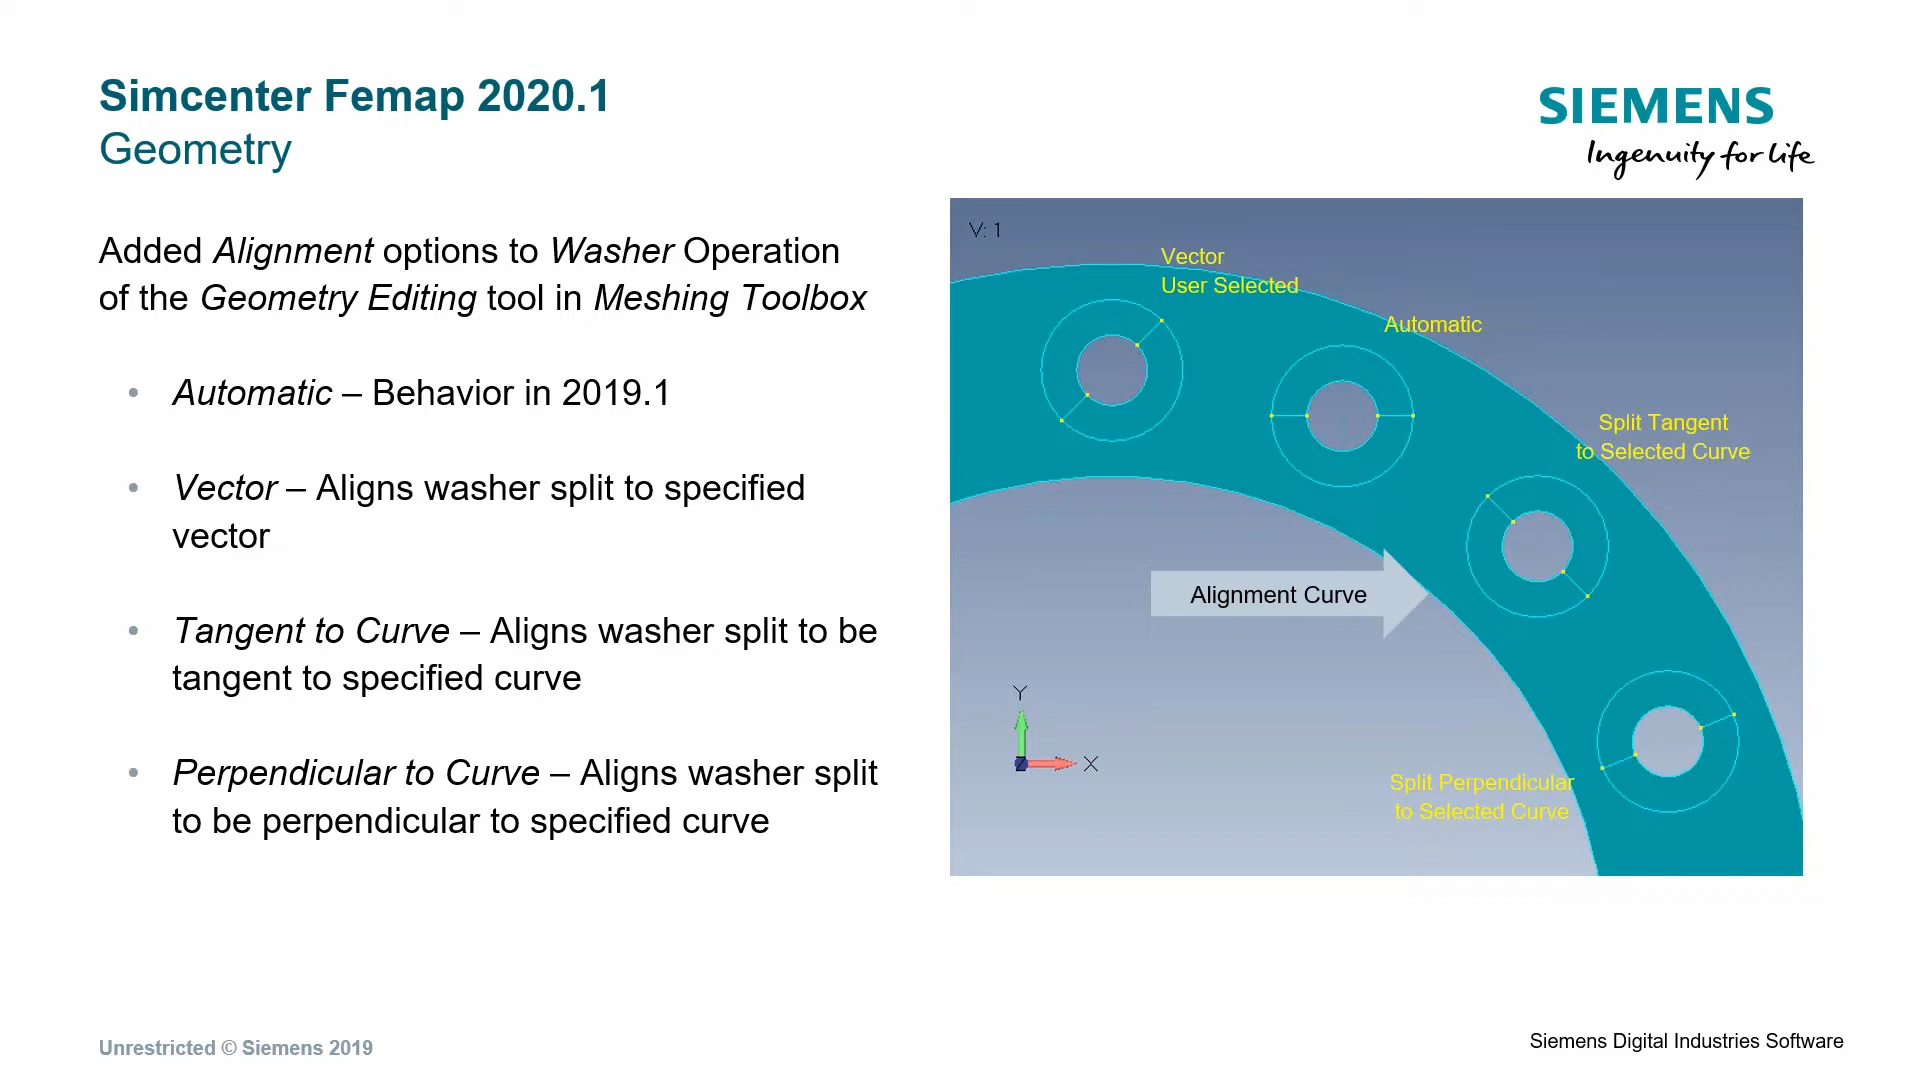 Simcenter Femap 2020.1
Geometry
SIEMENS
Ingenuity for life
Added Alignment options to Washer Operation
of the Geometry Editing tool in Meshing Toolbox
• Automatic – Behavior in 2019.1
• Vector – Aligns washer split to specified
vector
• Tangent to Curve – Aligns washer split to be
tangent to specified curve
• Perpendicular to Curve – Aligns washer split
to be perpendicular to specified curve
V: 1
Vector
User Selected
Automatic
Split Tangent
to Selected Curve
Alignment Curve
Y
X
Z
Split Perpendicular
to Selected Curve
Unrestricted © Siemens 2019
Siemens Digital Industries Software